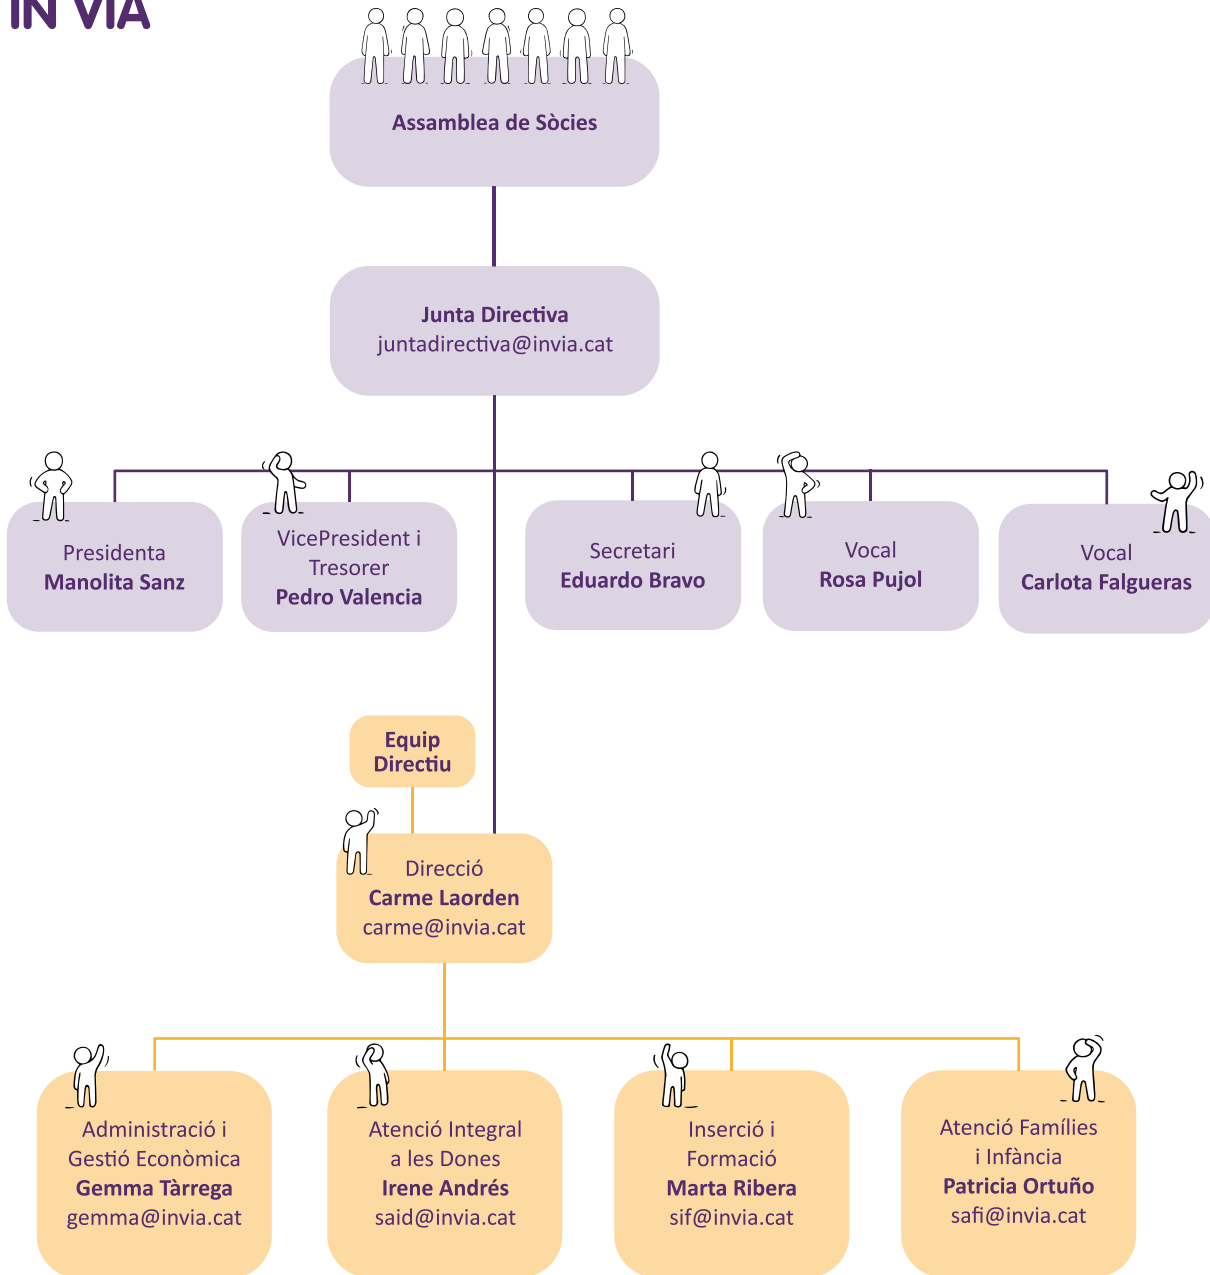 IN VIA
Assamblea de Sòcies
Junta Directiva
juntadirectiva@invia.cat
Presidenta
Manolita Sanz
VicePresident i
Tresorer
Pedro Valencia
Secretari
Eduardo Bravo
Vocal
Rosa Pujol
Vocal
Carlota Falgueras
Equip
Directiu
Direcció
Carme Laorden
carme@invia.cat
Administració i
Gestió Econòmica
Gemma Tàrrega
gemma@invia.cat
Atenció Integral
a les Dones
Irene Andrés
said@invia.cat
Inserció i
Formació
Marta Ribera
sif@invia.cat
Atenció Famílies
i Infància
Patricia Ortuño
safi@invia.cat